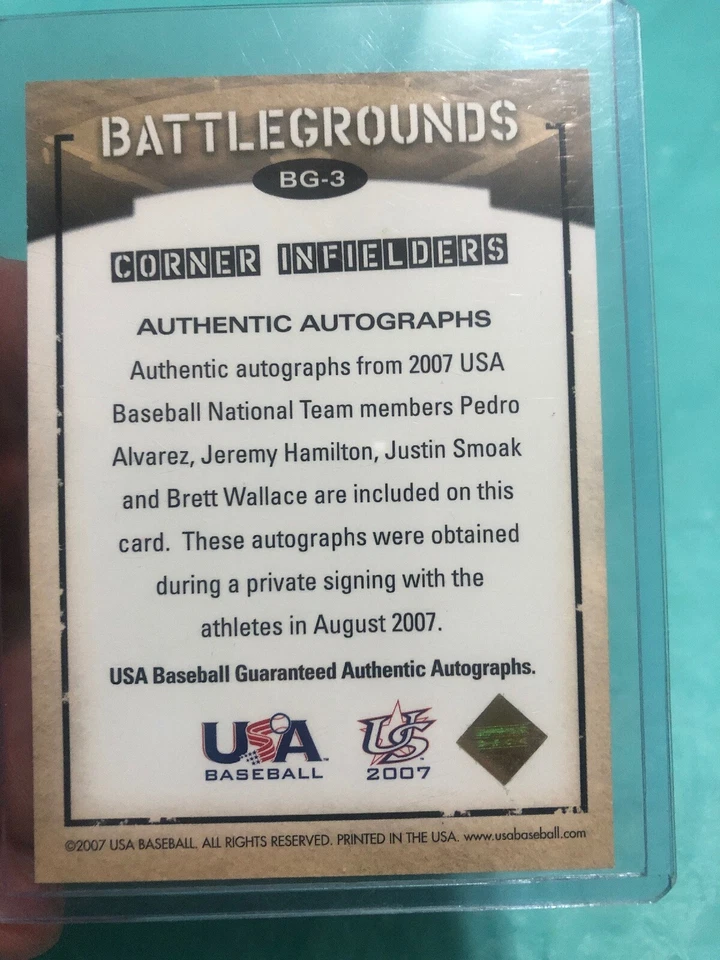 BATTLEGROUNDS
BG-3
CORNER INFIELDERS
AUTHENTIC AUTOGRAPHS
Authentic autographs from 2007 USA
Baseball National Team members Pedro
Alvarez, Jeremy Hamilton, Justin Smoak
and Brett Wallace are included on this
card. These autographs were obtained
during a private signing with the
athletes in August 2007.
USA Baseball Guaranteed Authentic Autographs.
USA
BASEBALL
US
2007
©2007 USA BASEBALL. ALL RIGHTS RESERVED. PRINTED IN THE USA. www.usabaseball.com